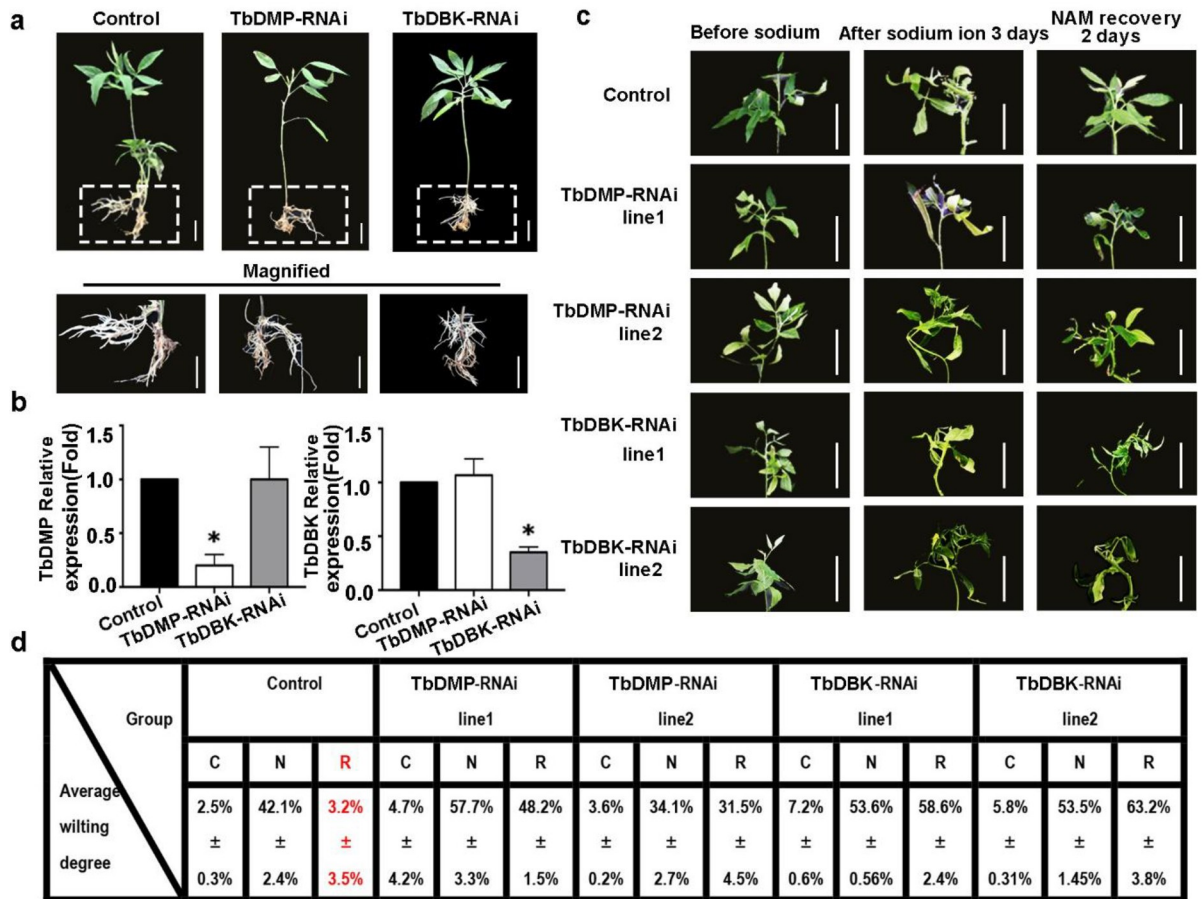 a
Control
TbDMP-RNAi
TbDBK-RNAi
Magnified
b
TbDMP Relative
expression(Fold)
1.5
1.0
0.5
0.0
*
Control
TbDMP-RNAi
TbDBK-RNAi
TbDBK Relative
expression(Fold)
1.5
1.0
0.5
0.0
*
Control
TbDMP-RNAi
TbDBK-RNAi
c
Before sodium
After sodium ion 3 days
NAM recovery
2 days
Control
TbDMP-RNAi
line1
TbDMP-RNAi
line2
TbDBK-RNAi
line1
TbDBK-RNAi
line2
d
Group
Control
TbDMP-RNAi
line1
TbDMP-RNAi
line2
TbDBK-RNAi
line1
TbDBK-RNAi
line2
C N R C N R C N R C N R C N R
Average
wilting
degree
2.5% 42.1% 3.2% 4.7% 57.7% 48.2% 3.6% 34.1% 31.5% 7.2% 53.6% 58.6% 5.8% 53.5% 63.2%
± ± ± ± ± ± ± ± ± ± ± ± ± ± ±
0.3% 2.4% 3.5% 4.2% 3.3% 1.5% 0.2% 2.7% 4.5% 0.6% 0.56% 2.4% 0.31% 1.45% 3.8%